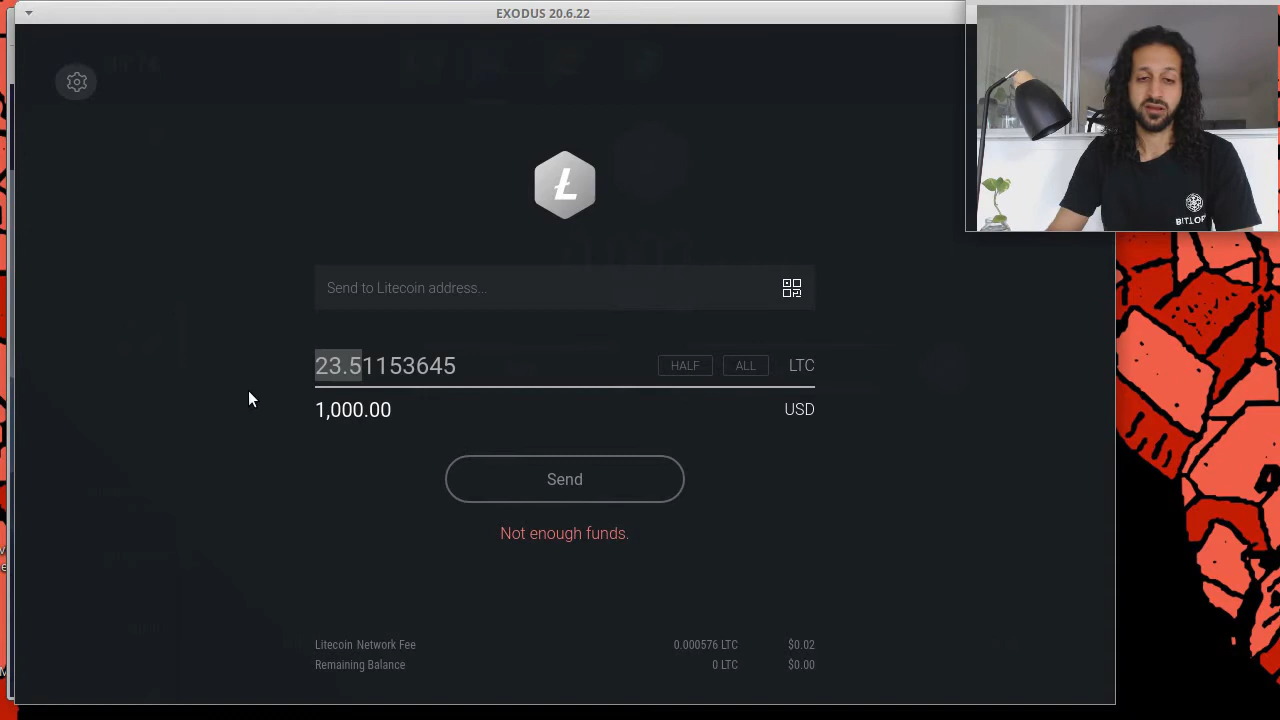 EXODUS 20.6.22
BITLOF
Send to Litecoin address...
23.51153645 HALF ALL LTC
1,000.00 USD
Send
Not enough funds.
Litecoin Network Fee 0.000576 LTC $0.02
Remaining Balance 0 LTC $0.00